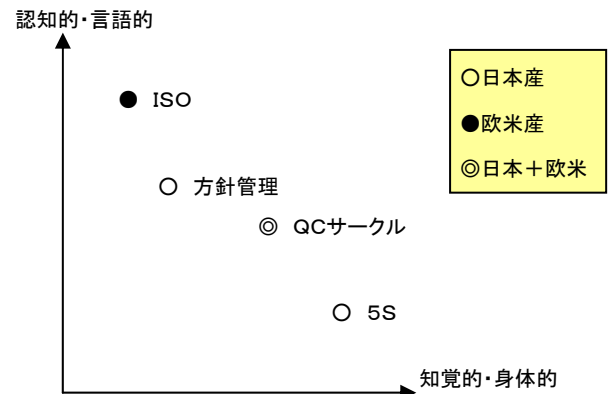 認知的・言語的
○日本産
●欧米産
◎日本＋欧米
● ISO
○ 方針管理
◎ QCサークル
○ 5S
知覚的・身体的